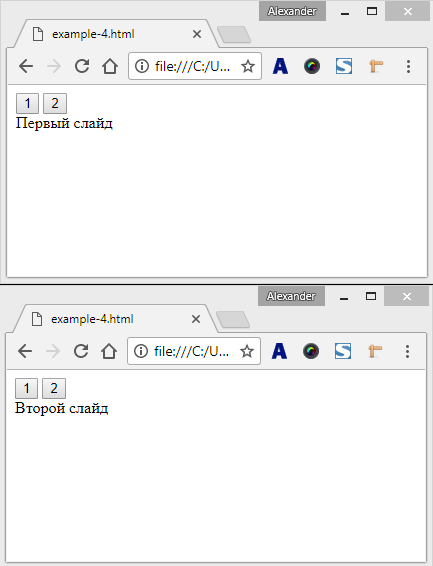 Alexander
example-4.html
file:///C:/U...
1 2
Первый слайд
Alexander
example-4.html
file:///C:/U...
1 2
Второй слайд